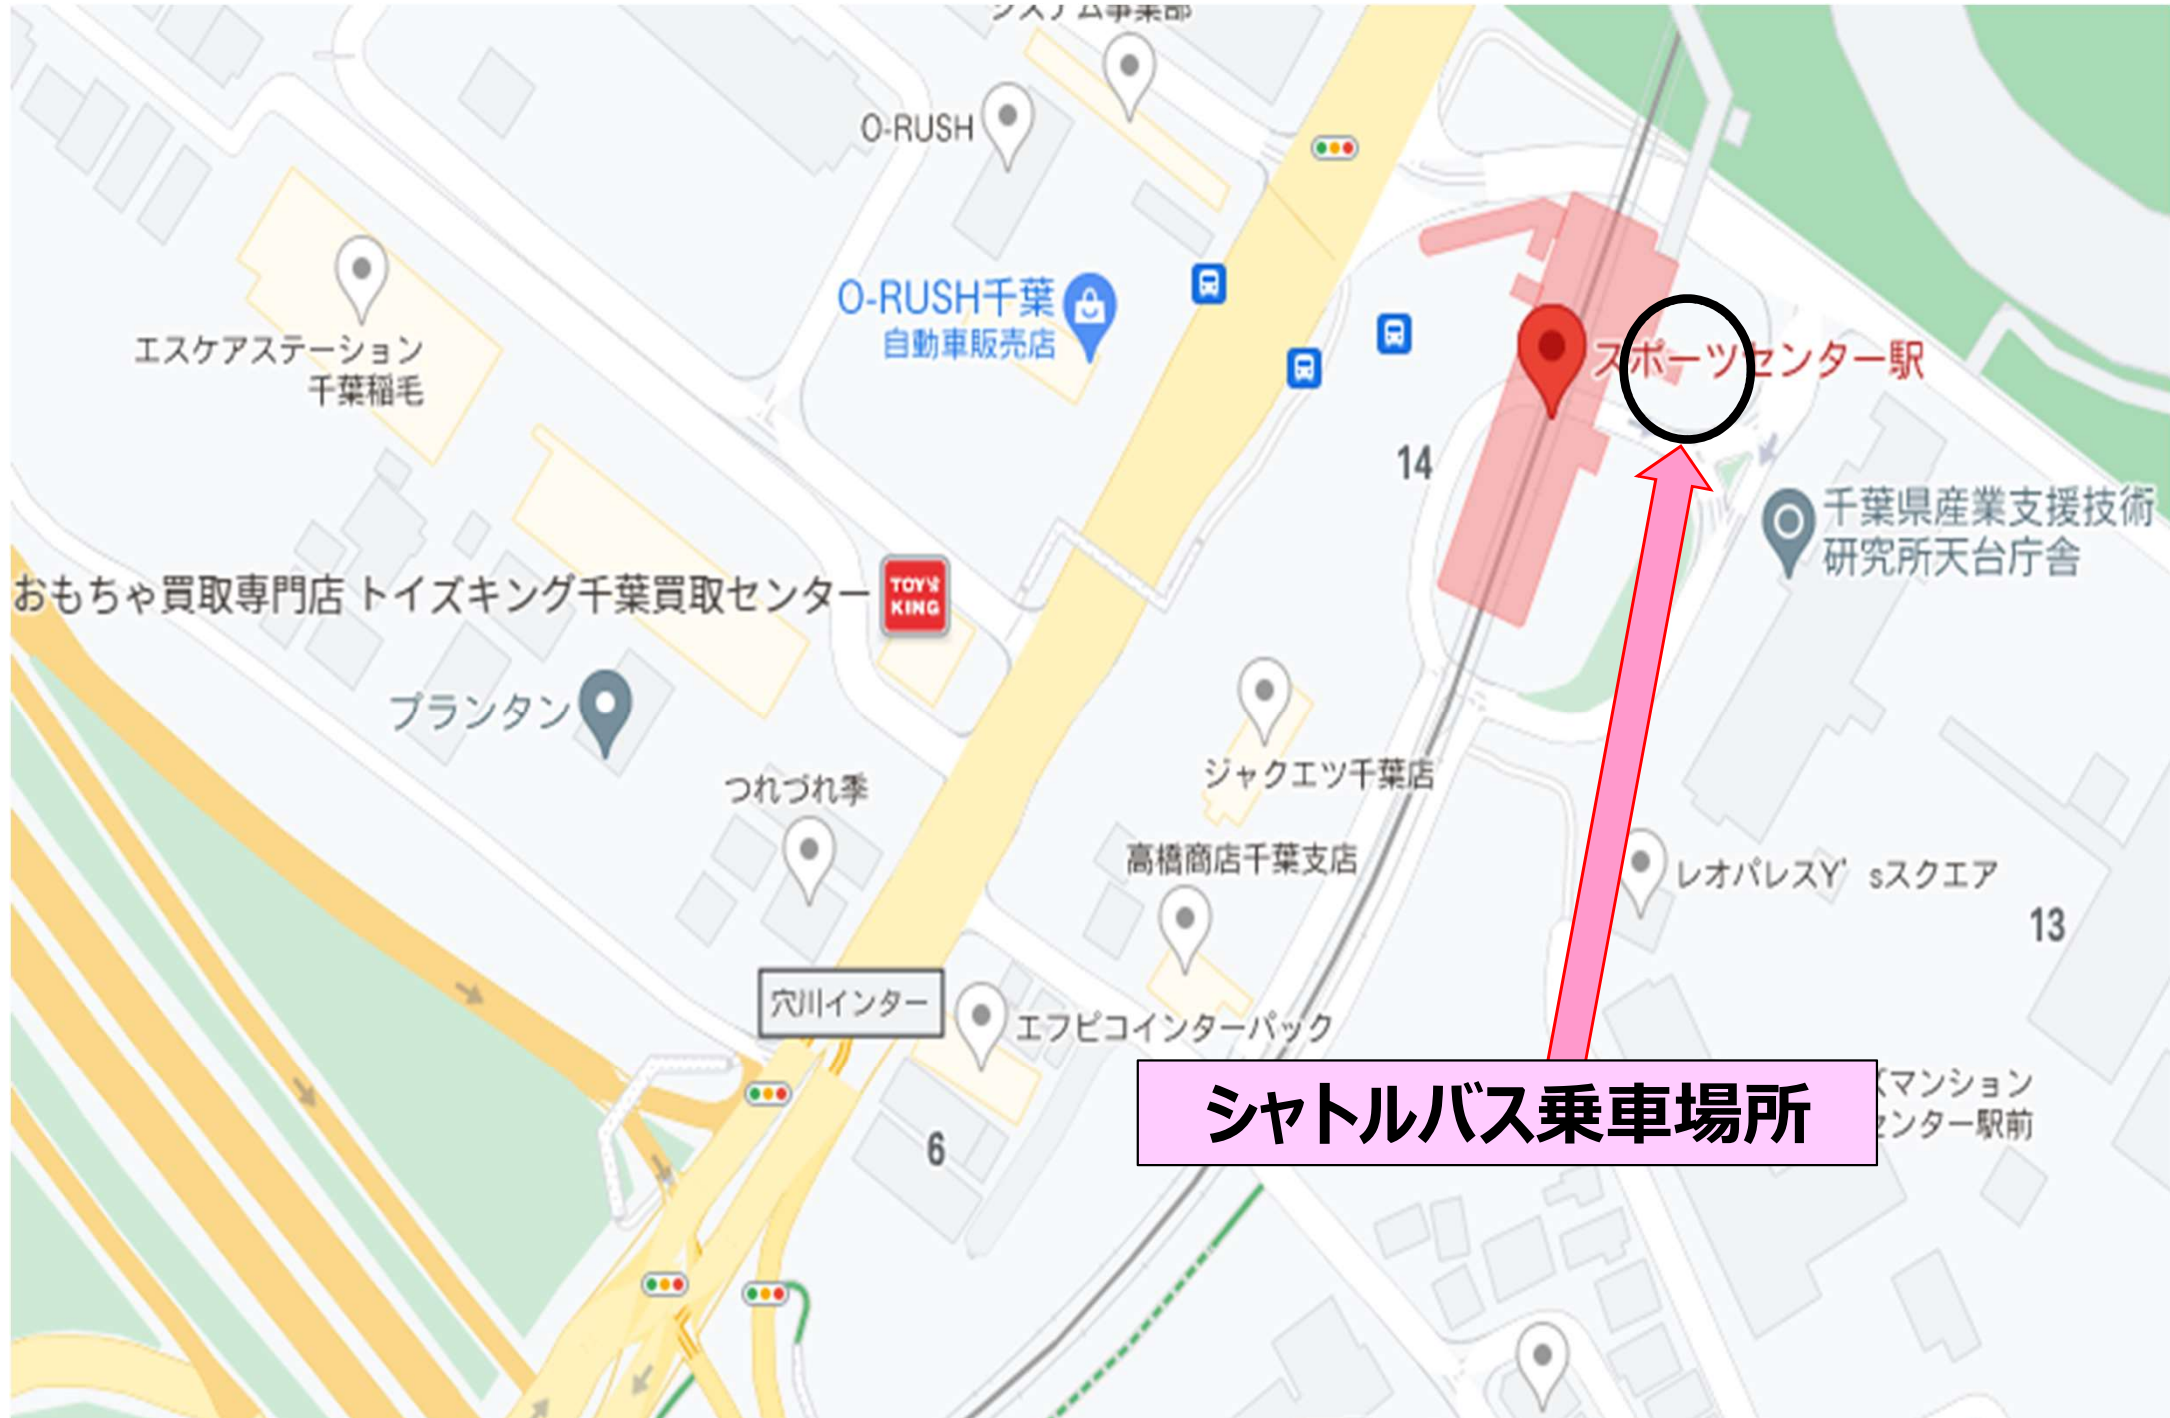 システム事業部
O-RUSH
O-RUSH千葉
自動車販売店
エスケアステーション
千葉稲毛
スポーツセンター駅
14
千葉県産業支援技術
研究所天台庁舎
おもちゃ買取専門店 トイズキング千葉買取センター
TOYS
KING
プランタン
つれづれ季
ジャクエツ千葉店
高橋商店千葉支店
レオパレスY'sスクエア
13
穴川インター
エフピコインターパック
シャトルバス乗車場所
マンション
センター駅前
6